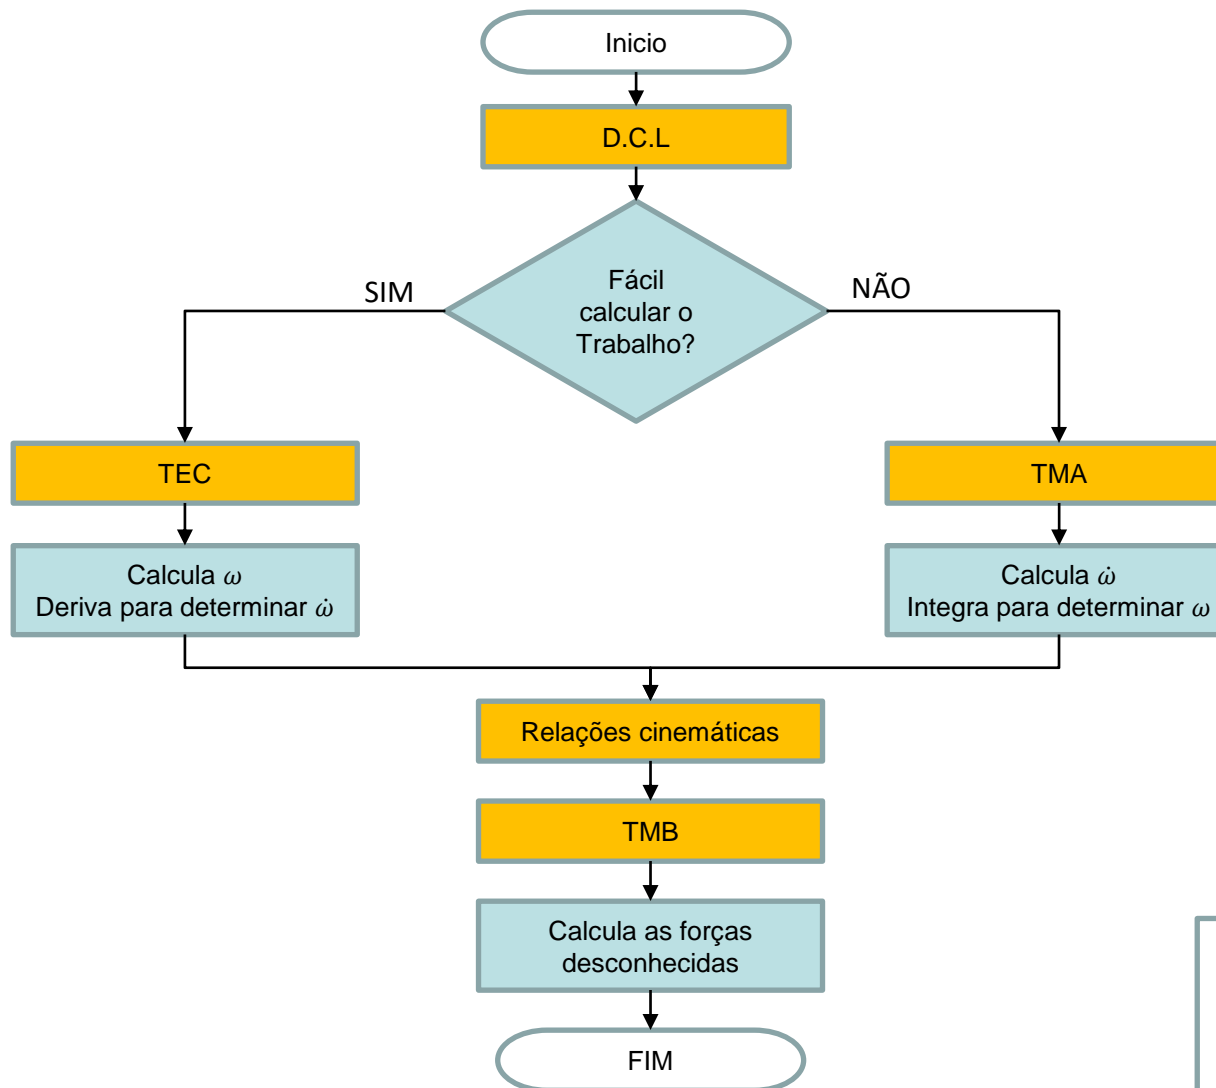 Inicio
D.C.L
Fácil
calcular o
Trabalho?
SIM
NÃO
TEC
TMA
Calcula ω
Deriva para determinar ω̇
Calcula ω̇
Integra para determinar ω
Relações cinemáticas
TMB
Calcula as forças
desconhecidas
FIM